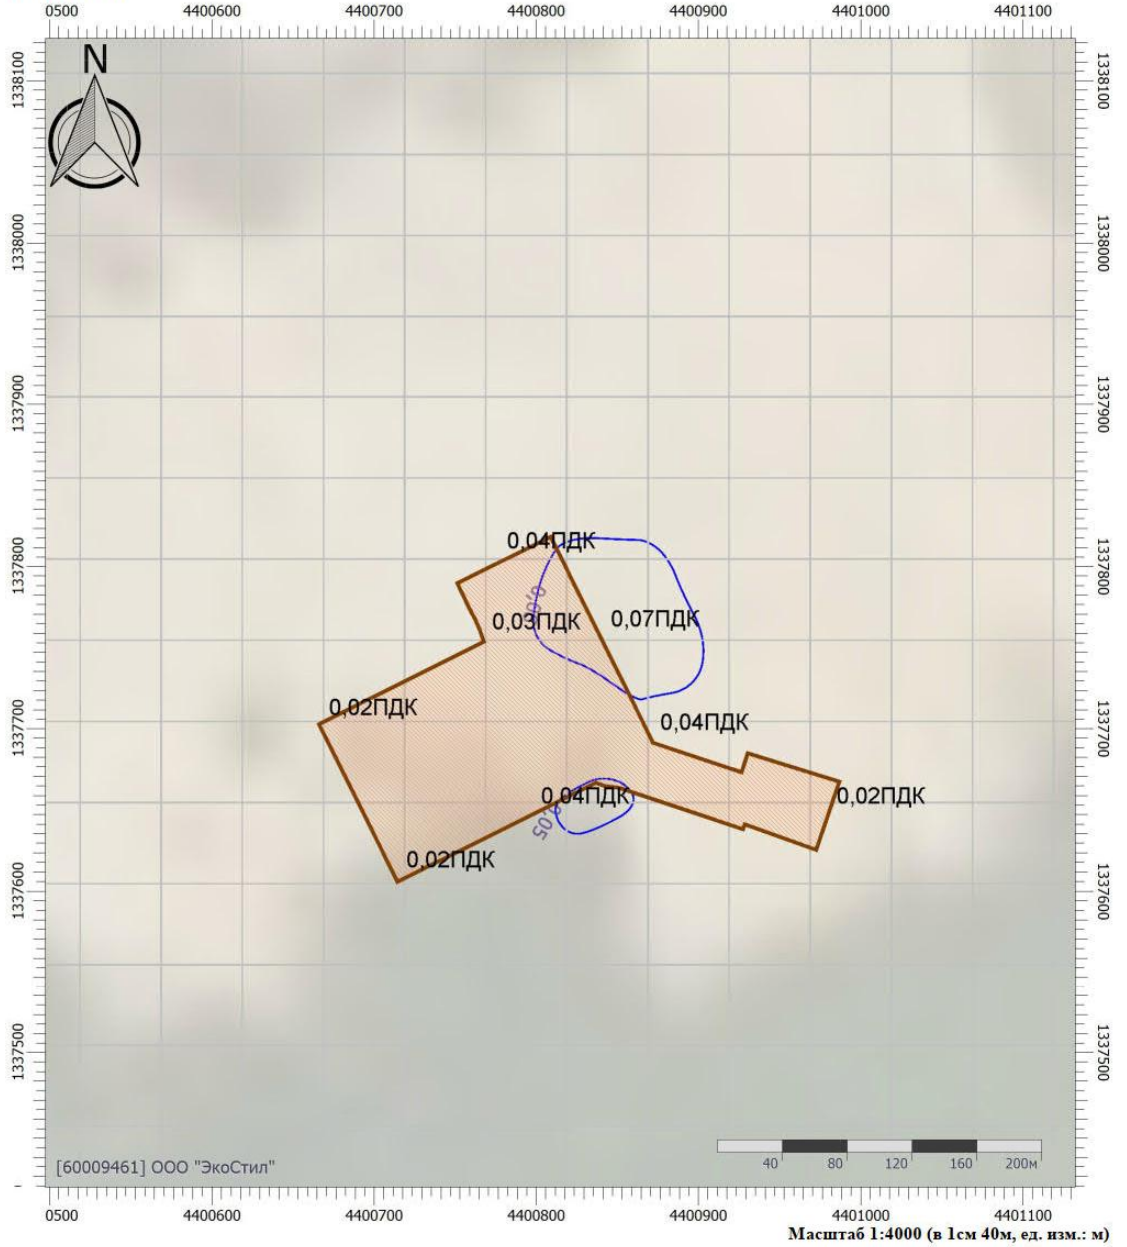 0500 4400600 4400700 4400800 4400900 4401000 4401100
N
1338100 1338100
1338000 1338000
1337900 1337900
1337800 1337800
0,04ПДК
0,03ПДК 0,07ПДК
0,02ПДК
0,04ПДК
1337700 1337700
0,04ПДК 0,02ПДК
0,05
0,02ПДК
1337600 1337600
1337500 1337500
[60009461] ООО "ЭкоСтил"
40 80 120 160 200м
0500 4400600 4400700 4400800 4400900 4401000 4401100
Масштаб 1:4000 (в 1см 40м, ед. изм.: м)